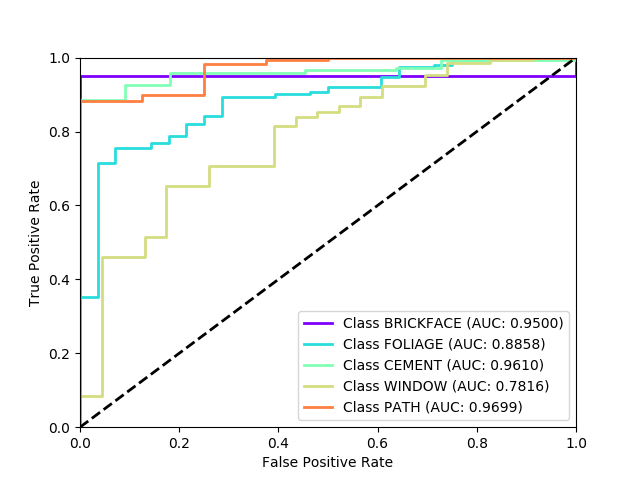 1.0
0.8
0.6
0.4
0.2
0.0
True Positive Rate
Class BRICKFACE (AUC: 0.9500)
Class FOLIAGE (AUC: 0.8858)
Class CEMENT (AUC: 0.9610)
Class WINDOW (AUC: 0.7816)
Class PATH (AUC: 0.9699)
0.0 0.2 0.4 0.6 0.8 1.0
False Positive Rate